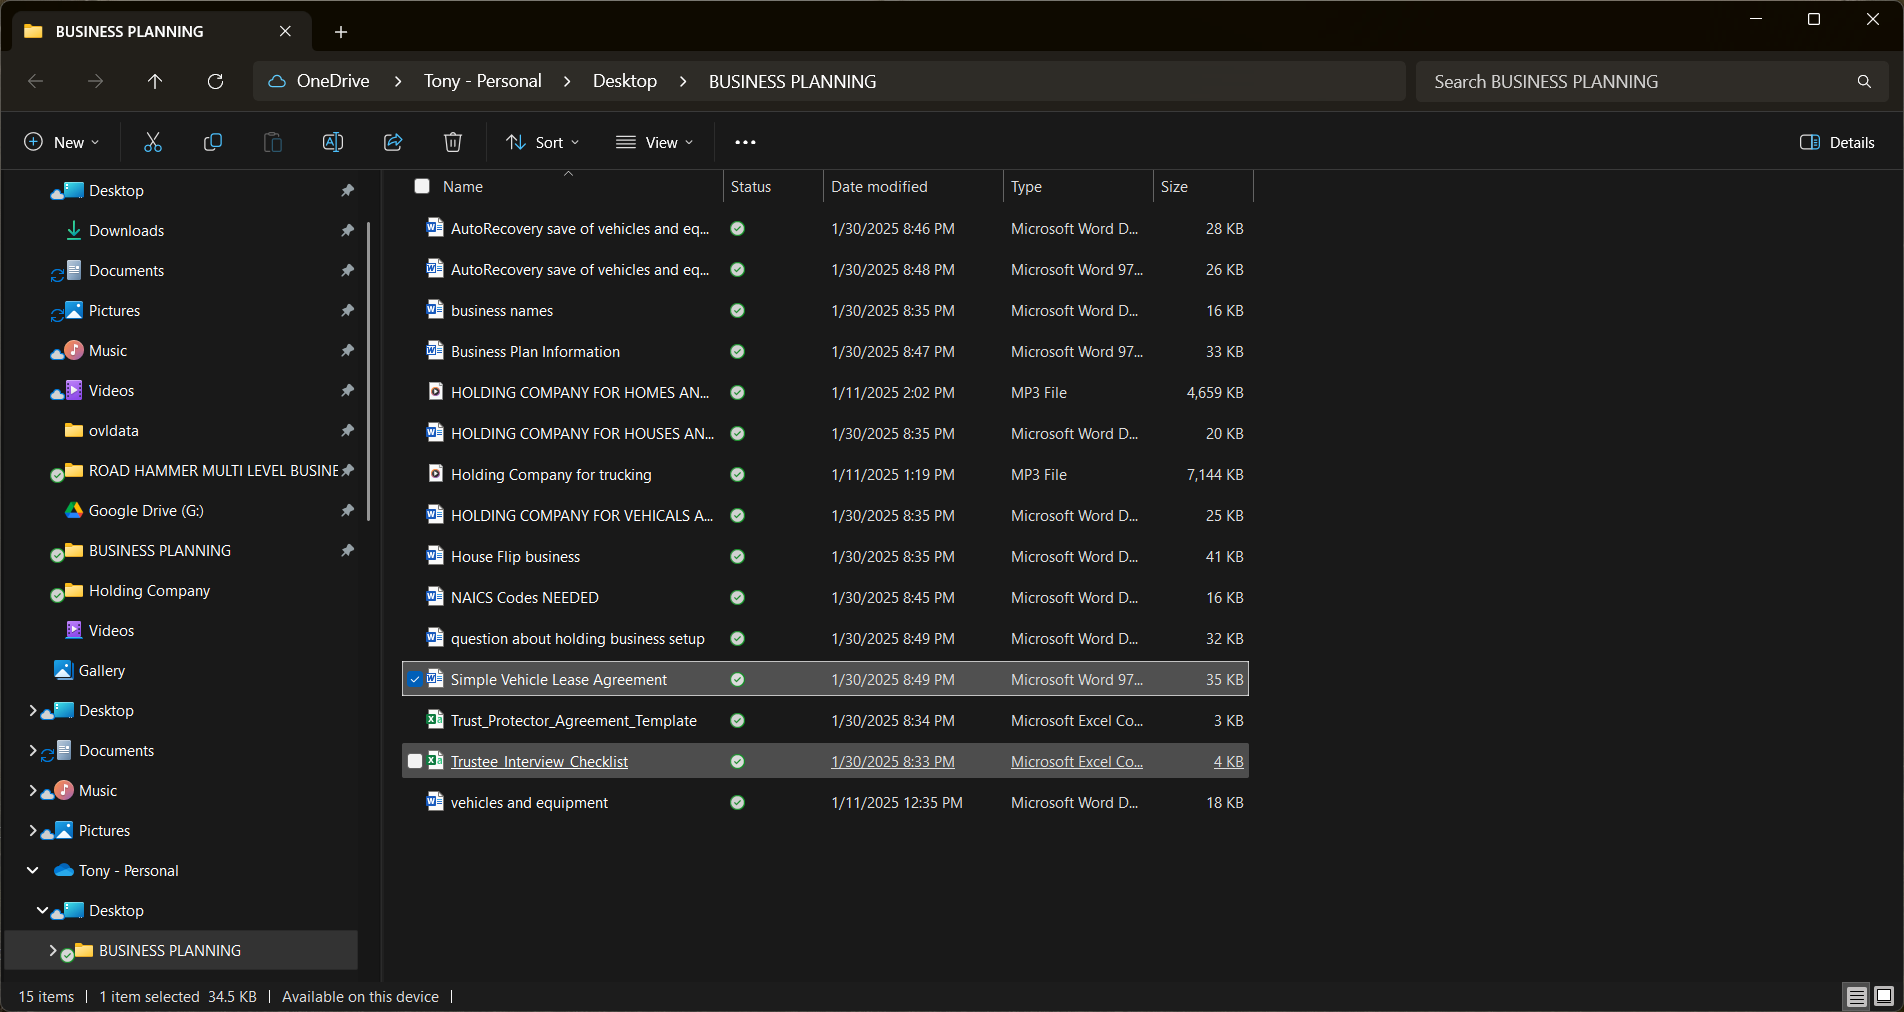 BUSINESS PLANNING
OneDrive > Tony - Personal > Desktop > BUSINESS PLANNING
Search BUSINESS PLANNING
New
Sort
View
Details
Desktop
Downloads
Documents
Pictures
Music
Videos
ovldata
ROAD HAMMER MULTI LEVEL BUSINE
Google Drive (G:)
BUSINESS PLANNING
Holding Company
Videos
Gallery
Desktop
Documents
Music
Pictures
Tony - Personal
Desktop
BUSINESS PLANNING
Name Status Date modified Type Size
AutoRecovery save of vehicles and eq... 1/30/2025 8:46 PM Microsoft Word D... 28 KB
AutoRecovery save of vehicles and eq... 1/30/2025 8:48 PM Microsoft Word 97... 26 KB
business names 1/30/2025 8:35 PM Microsoft Word D... 16 KB
Business Plan Information 1/30/2025 8:47 PM Microsoft Word 97... 33 KB
HOLDING COMPANY FOR HOMES AN... 1/11/2025 2:02 PM MP3 File 4,659 KB
HOLDING COMPANY FOR HOUSES AN... 1/30/2025 8:35 PM Microsoft Word D... 20 KB
Holding Company for trucking 1/11/2025 1:19 PM MP3 File 7,144 KB
HOLDING COMPANY FOR VEHICALS A... 1/30/2025 8:35 PM Microsoft Word D... 25 KB
House Flip business 1/30/2025 8:35 PM Microsoft Word D... 41 KB
NAICS Codes NEEDED 1/30/2025 8:45 PM Microsoft Word D... 16 KB
question about holding business setup 1/30/2025 8:49 PM Microsoft Word D... 32 KB
Simple Vehicle Lease Agreement 1/30/2025 8:49 PM Microsoft Word 97... 35 KB
Trust_Protector_Agreement_Template 1/30/2025 8:34 PM Microsoft Excel Co... 3 KB
Trustee_Interview_Checklist 1/30/2025 8:33 PM Microsoft Excel Co... 4 KB
vehicles and equipment 1/11/2025 12:35 PM Microsoft Word D... 18 KB
15 items | 1 item selected 34.5 KB | Available on this device |